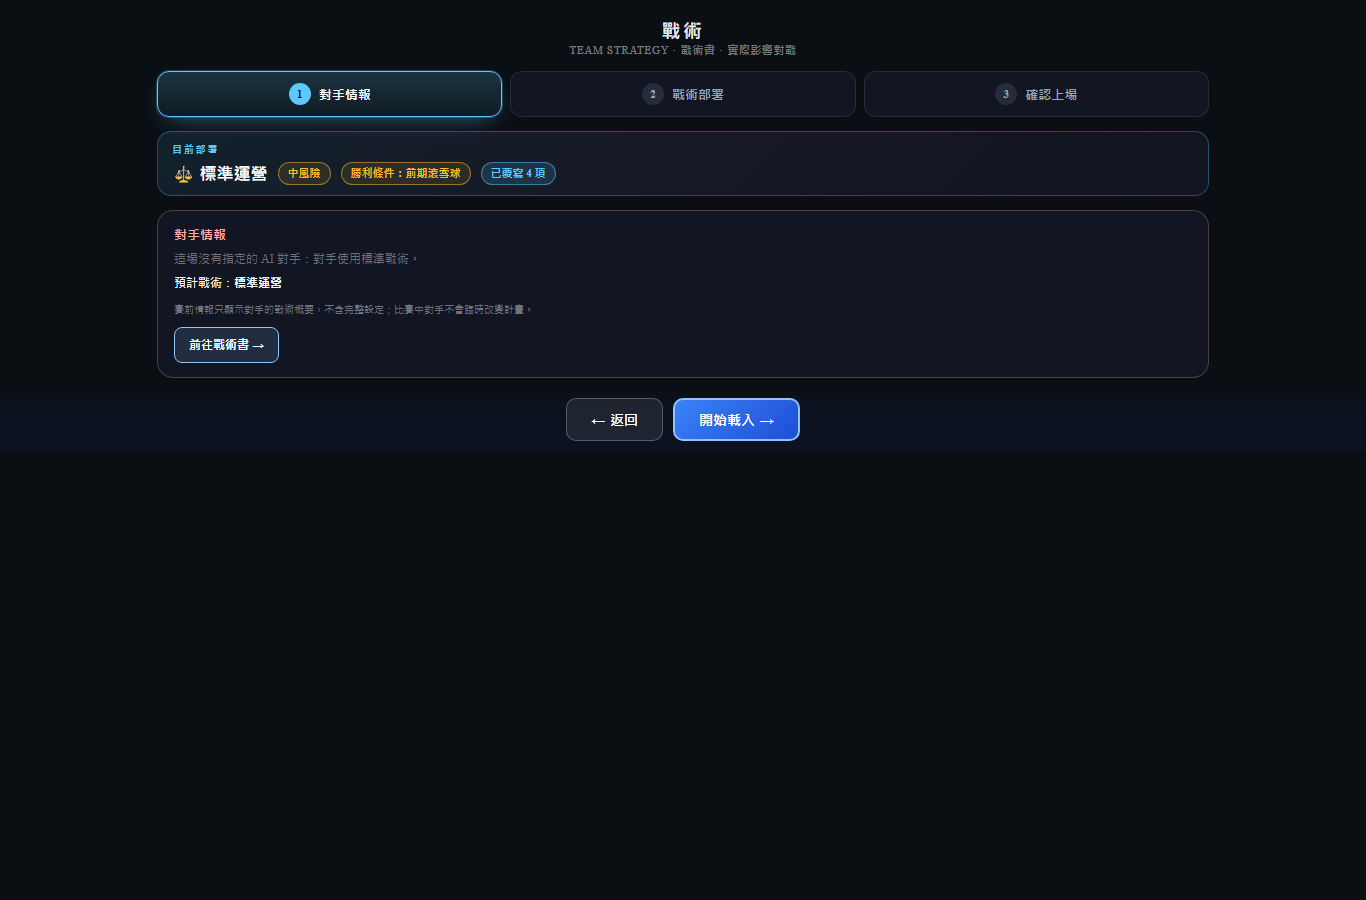 戰術
TEAM STRATEGY · 戰術書 · 實際影響對戰
1 對手情報
2 戰術部署
3 確認上場
目前部署
標準運營 中風險 勝利條件：前期滾雪球 已覆寫 4 項
對手情報
這場沒有指定的 AI 對手：對手使用標準戰術。
預計戰術：標準運營
賽前情報只顯示對手的戰術概要，不含完整設定；比賽中對手不會臨時改變計畫。
前往戰術書 →
← 返回
開始載入 →